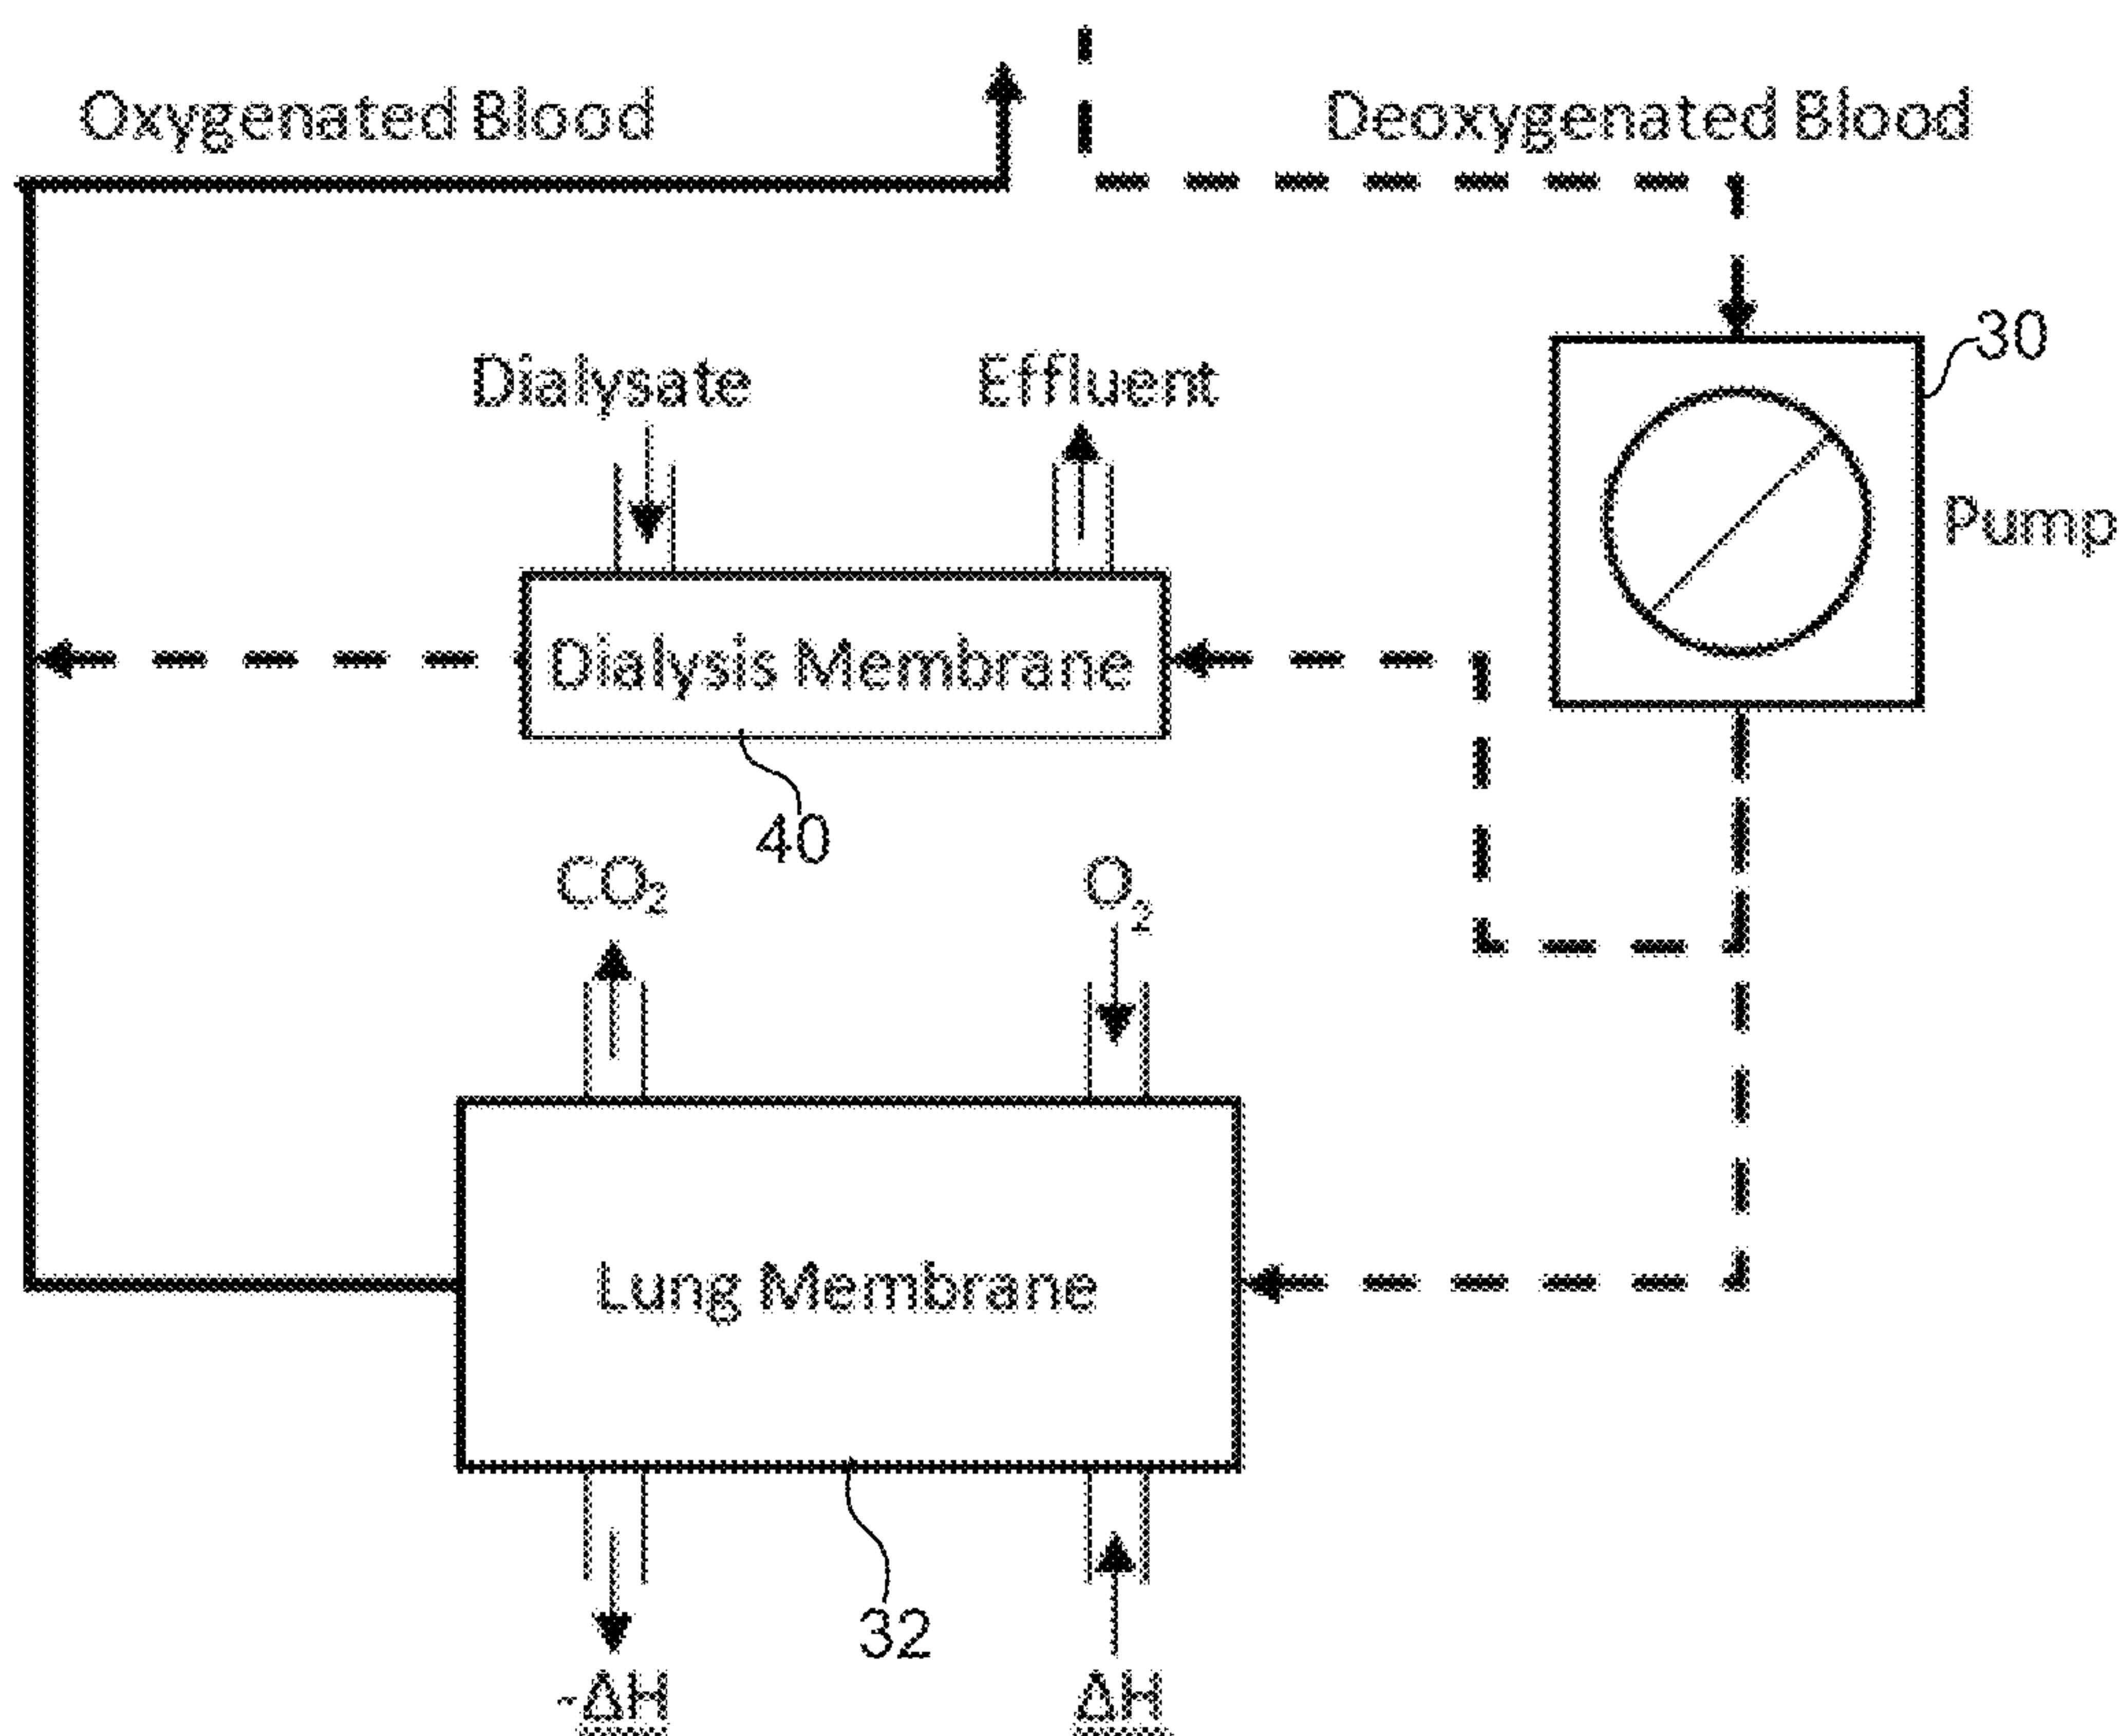 Oxygenated Blood
Deoxygenated Blood
30
Dialysate
Effluent
Pump
Dialysis Membrane
40
CO₂
O₂
Lung Membrane
32
-ΔH
ΔH